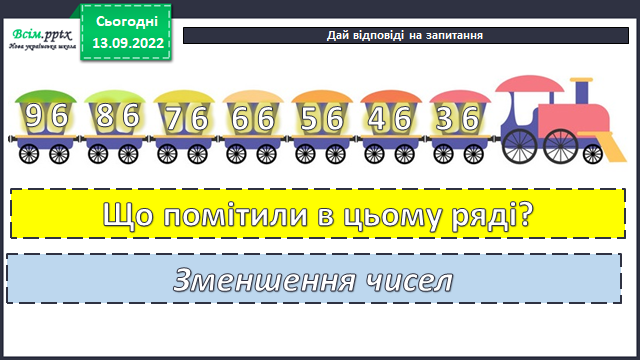 Всім.pptx
Нова українська школа
Сьогодні
13.09.2022
Дай відповіді на запитання
96 86 76 66 56 46 36
Що помітили в цьому ряді?
Зменшення чисел